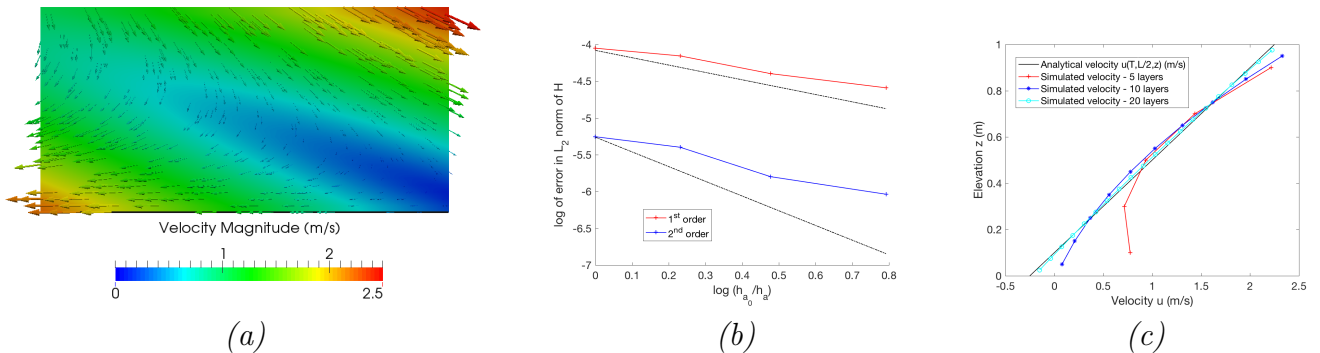 Velocity Magnitude (m/s)
1 2
0 2.5
(a)
-4
-4.5
-5
-5.5
-6
-6.5
-7
log of error in L2 norm of H
1st order
2nd order
0 0.1 0.2 0.3 0.4 0.5 0.6 0.7 0.8
log (ha0/ha)
(b)
1
0.8
0.6
0.4
0.2
0
Elevation z (m)
Analytical velocity u(T,L/2,z) (m/s)
Simulated velocity - 5 layers
Simulated velocity - 10 layers
Simulated velocity - 20 layers
-0.5 0 0.5 1 1.5 2 2.5
Velocity u (m/s)
(c)